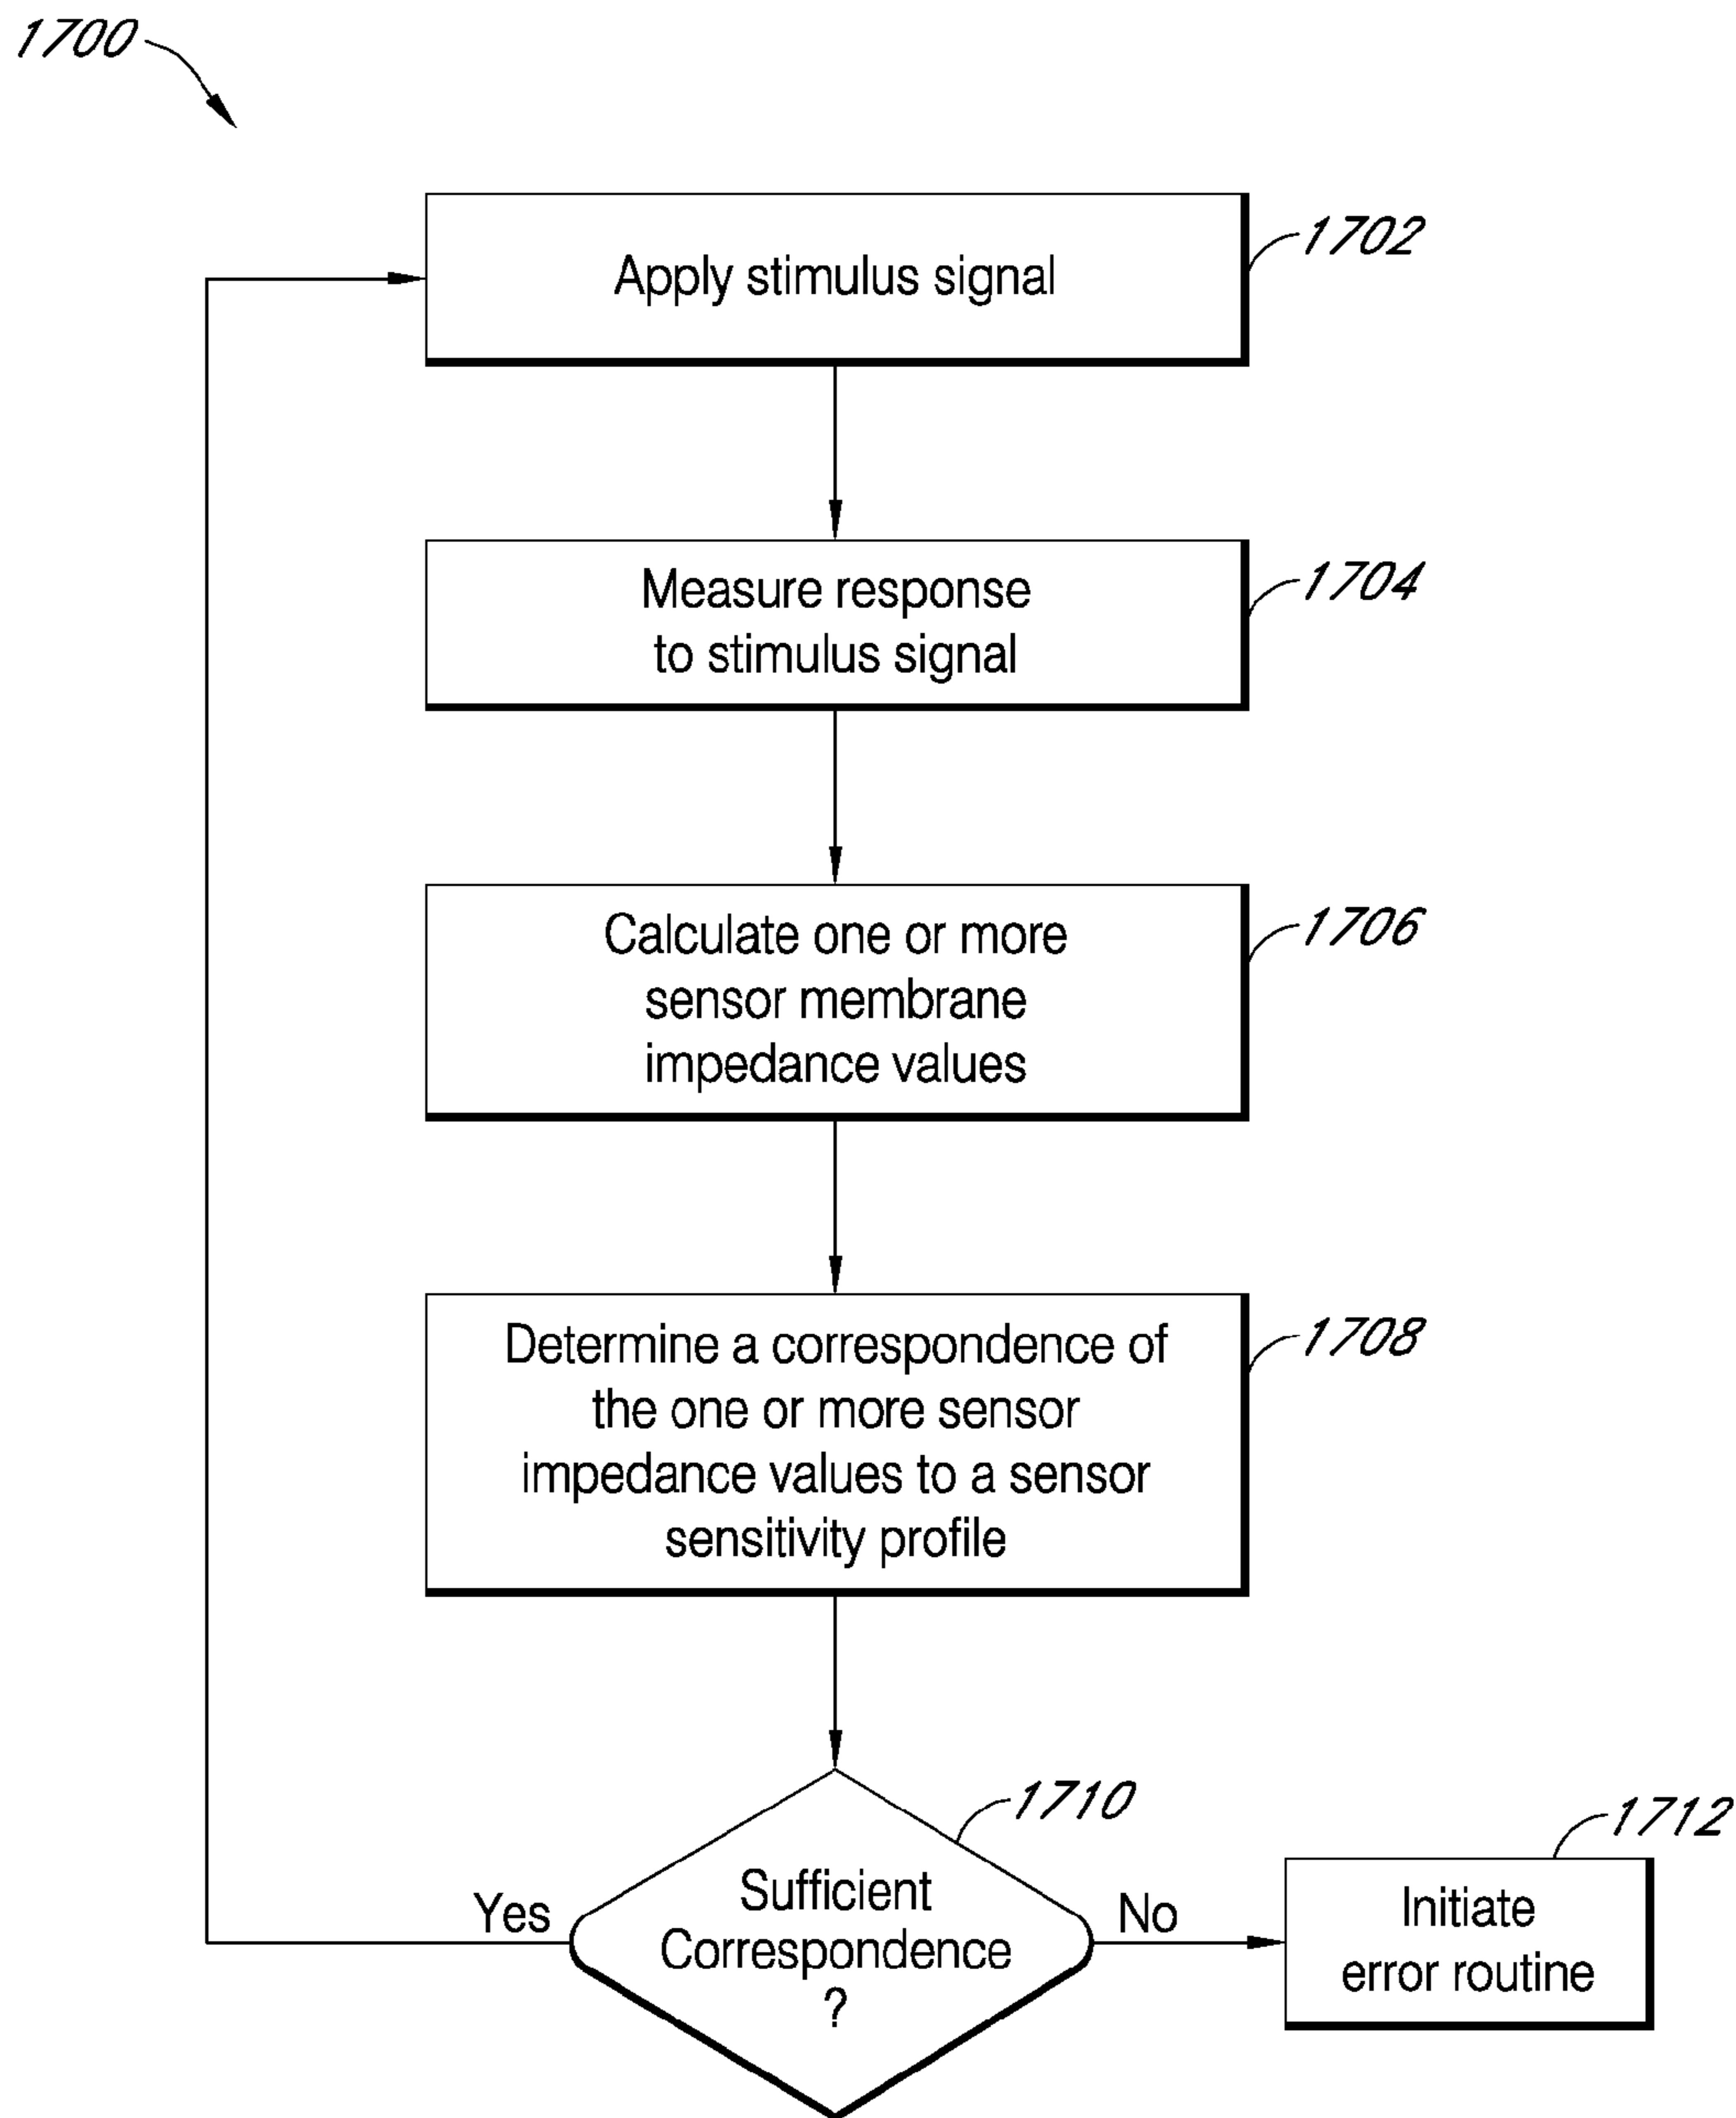 1700
Apply stimulus signal
1702
Measure response
to stimulus signal
1704
Calculate one or more
sensor membrane
impedance values
1706
Determine a correspondence of
the one or more sensor
impedance values to a sensor
sensitivity profile
1708
1710
1712
Yes
Sufficient
Correspondence
?
No
Initiate
error routine